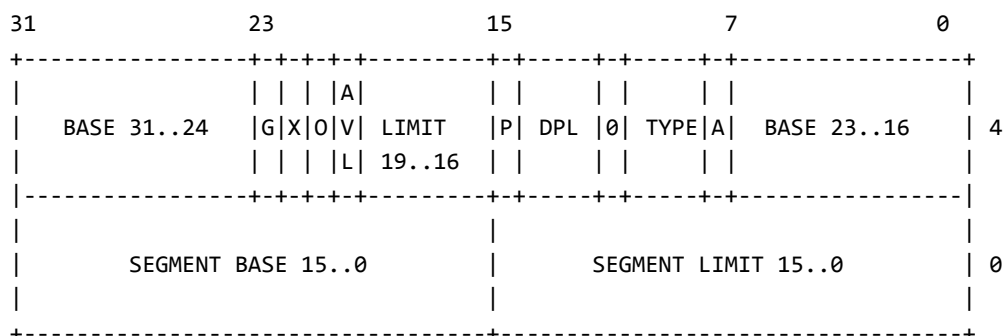 31 23 15 7 0
A
BASE 31..24 G X O V LIMIT P DPL 0 TYPE A BASE 23..16 4
L 19..16
SEGMENT BASE 15..0 SEGMENT LIMIT 15..0 0